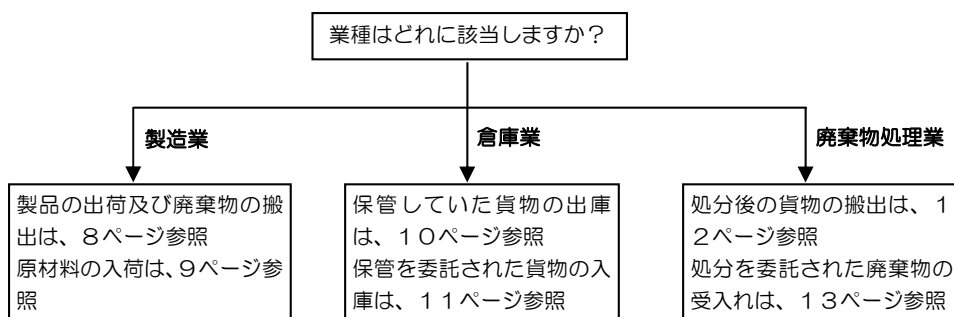 業種はどれに該当しますか？
製造業
倉庫業
廃棄物処理業
製品の出荷及び廃棄物の搬
出は、８ページ参照
原材料の入荷は、９ページ参
照
保管していた貨物の出庫
は、１０ページ参照
保管を委託された貨物の入
庫は、１１ページ参照
処分後の貨物の搬出は、１
２ページ参照
処分を委託された廃棄物の
受入れは、１３ページ参照